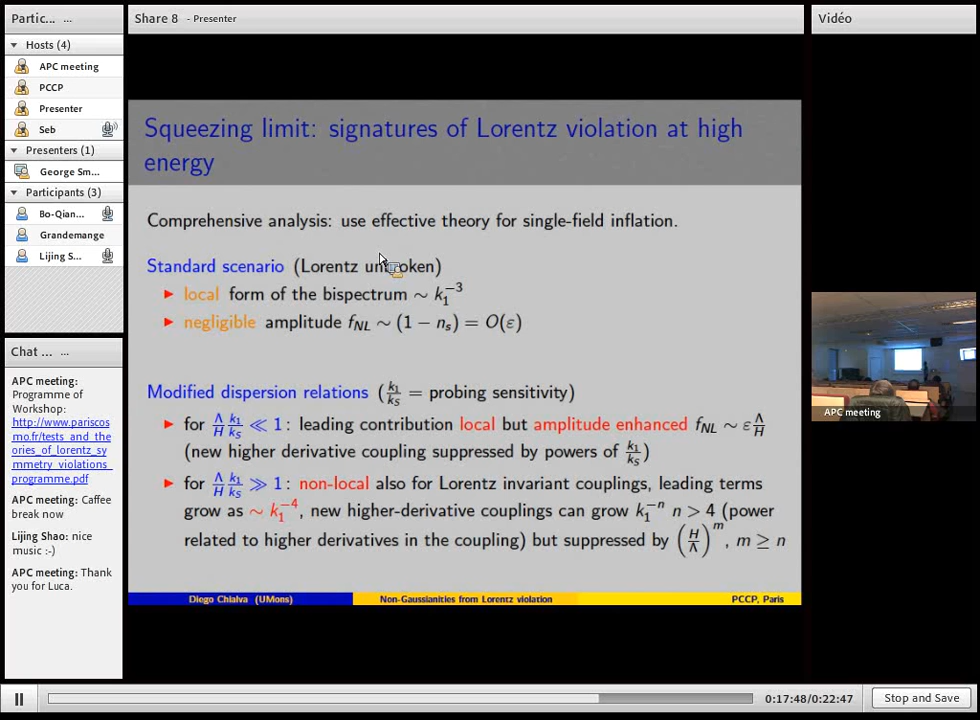 Partic... ...
Hosts (4)
APC meeting
PCCP
Presenter
Seb
Presenters (1)
George Sm...
Participants (3)
Bo-Qian...
Grandemange
Lijing S...
Chat ... ...
APC meeting:
Programme of
Workshop:
http://www.pariscos
mo.fr/tests_and_the
ories_of_lorentz_sy
mmetry_violations_
programme.pdf
APC meeting: Caffee
break now
Lijing Shao: nice
music :-)
APC meeting: Thank
you for Luca.
Share 8 - Presenter
Squeezing limit: signatures of Lorentz violation at high
energy
Comprehensive analysis: use effective theory for single-field inflation.
Standard scenario (Lorentz unbroken)
► local form of the bispectrum ∼ k₁⁻³
► negligible amplitude f_NL ∼ (1 − n_s) = O(ε)
Modified dispersion relations (k₁/k_S = probing sensitivity)
► for Λ/H k₁/k_S ≪ 1 : leading contribution local but amplitude enhanced f_NL ∼ ε Λ/H
(new higher derivative coupling suppressed by powers of k₁/k_S)
► for Λ/H k₁/k_S ≫ 1 : non-local also for Lorentz invariant couplings, leading terms
grow as ∼ k₁⁻⁴, new higher-derivative couplings can grow k₁⁻ⁿ n > 4 (power
related to higher derivatives in the coupling) but suppressed by (H/Λ)ᵐ, m ≥ n
Diego Chialva (UMons) Non-Gaussianities from Lorentz violation PCCP, Paris
Vidéo
APC meeting
0:17:48/0:22:47
Stop and Save